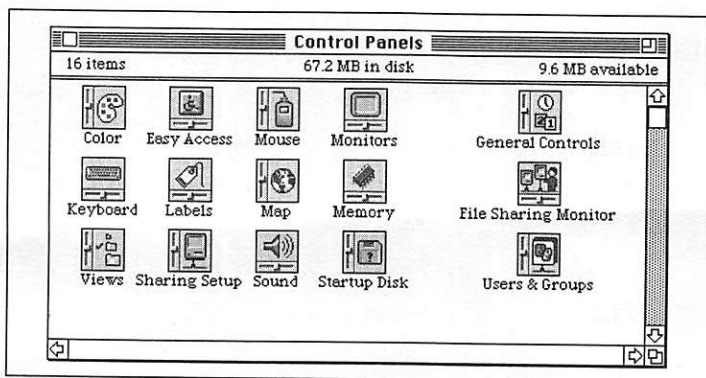 Control Panels
16 items 67.2 MB in disk 9.6 MB available
Color Easy Access Mouse Monitors General Controls
Keyboard Labels Map Memory File Sharing Monitor
Views Sharing Setup Sound Startup Disk Users & Groups